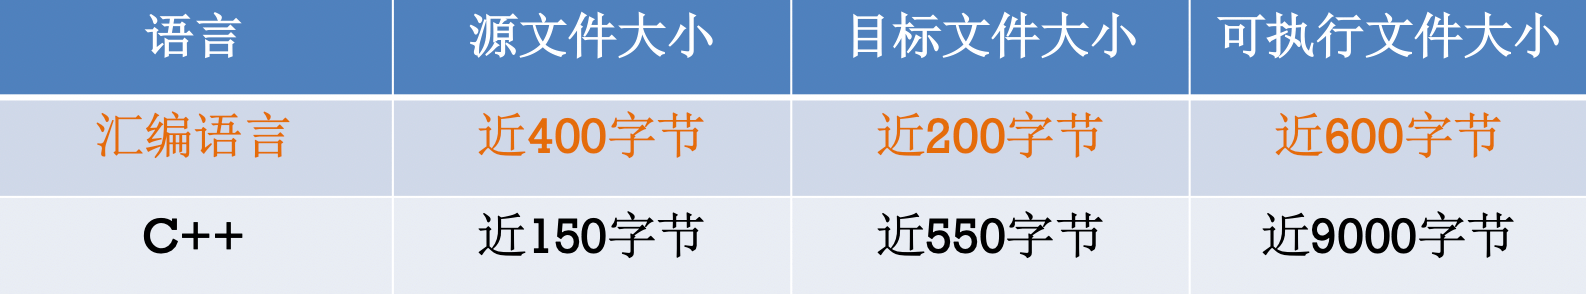 语言 源文件大小 目标文件大小 可执行文件大小
汇编语言 近400字节 近200字节 近600字节
C++ 近150字节 近550字节 近9000字节